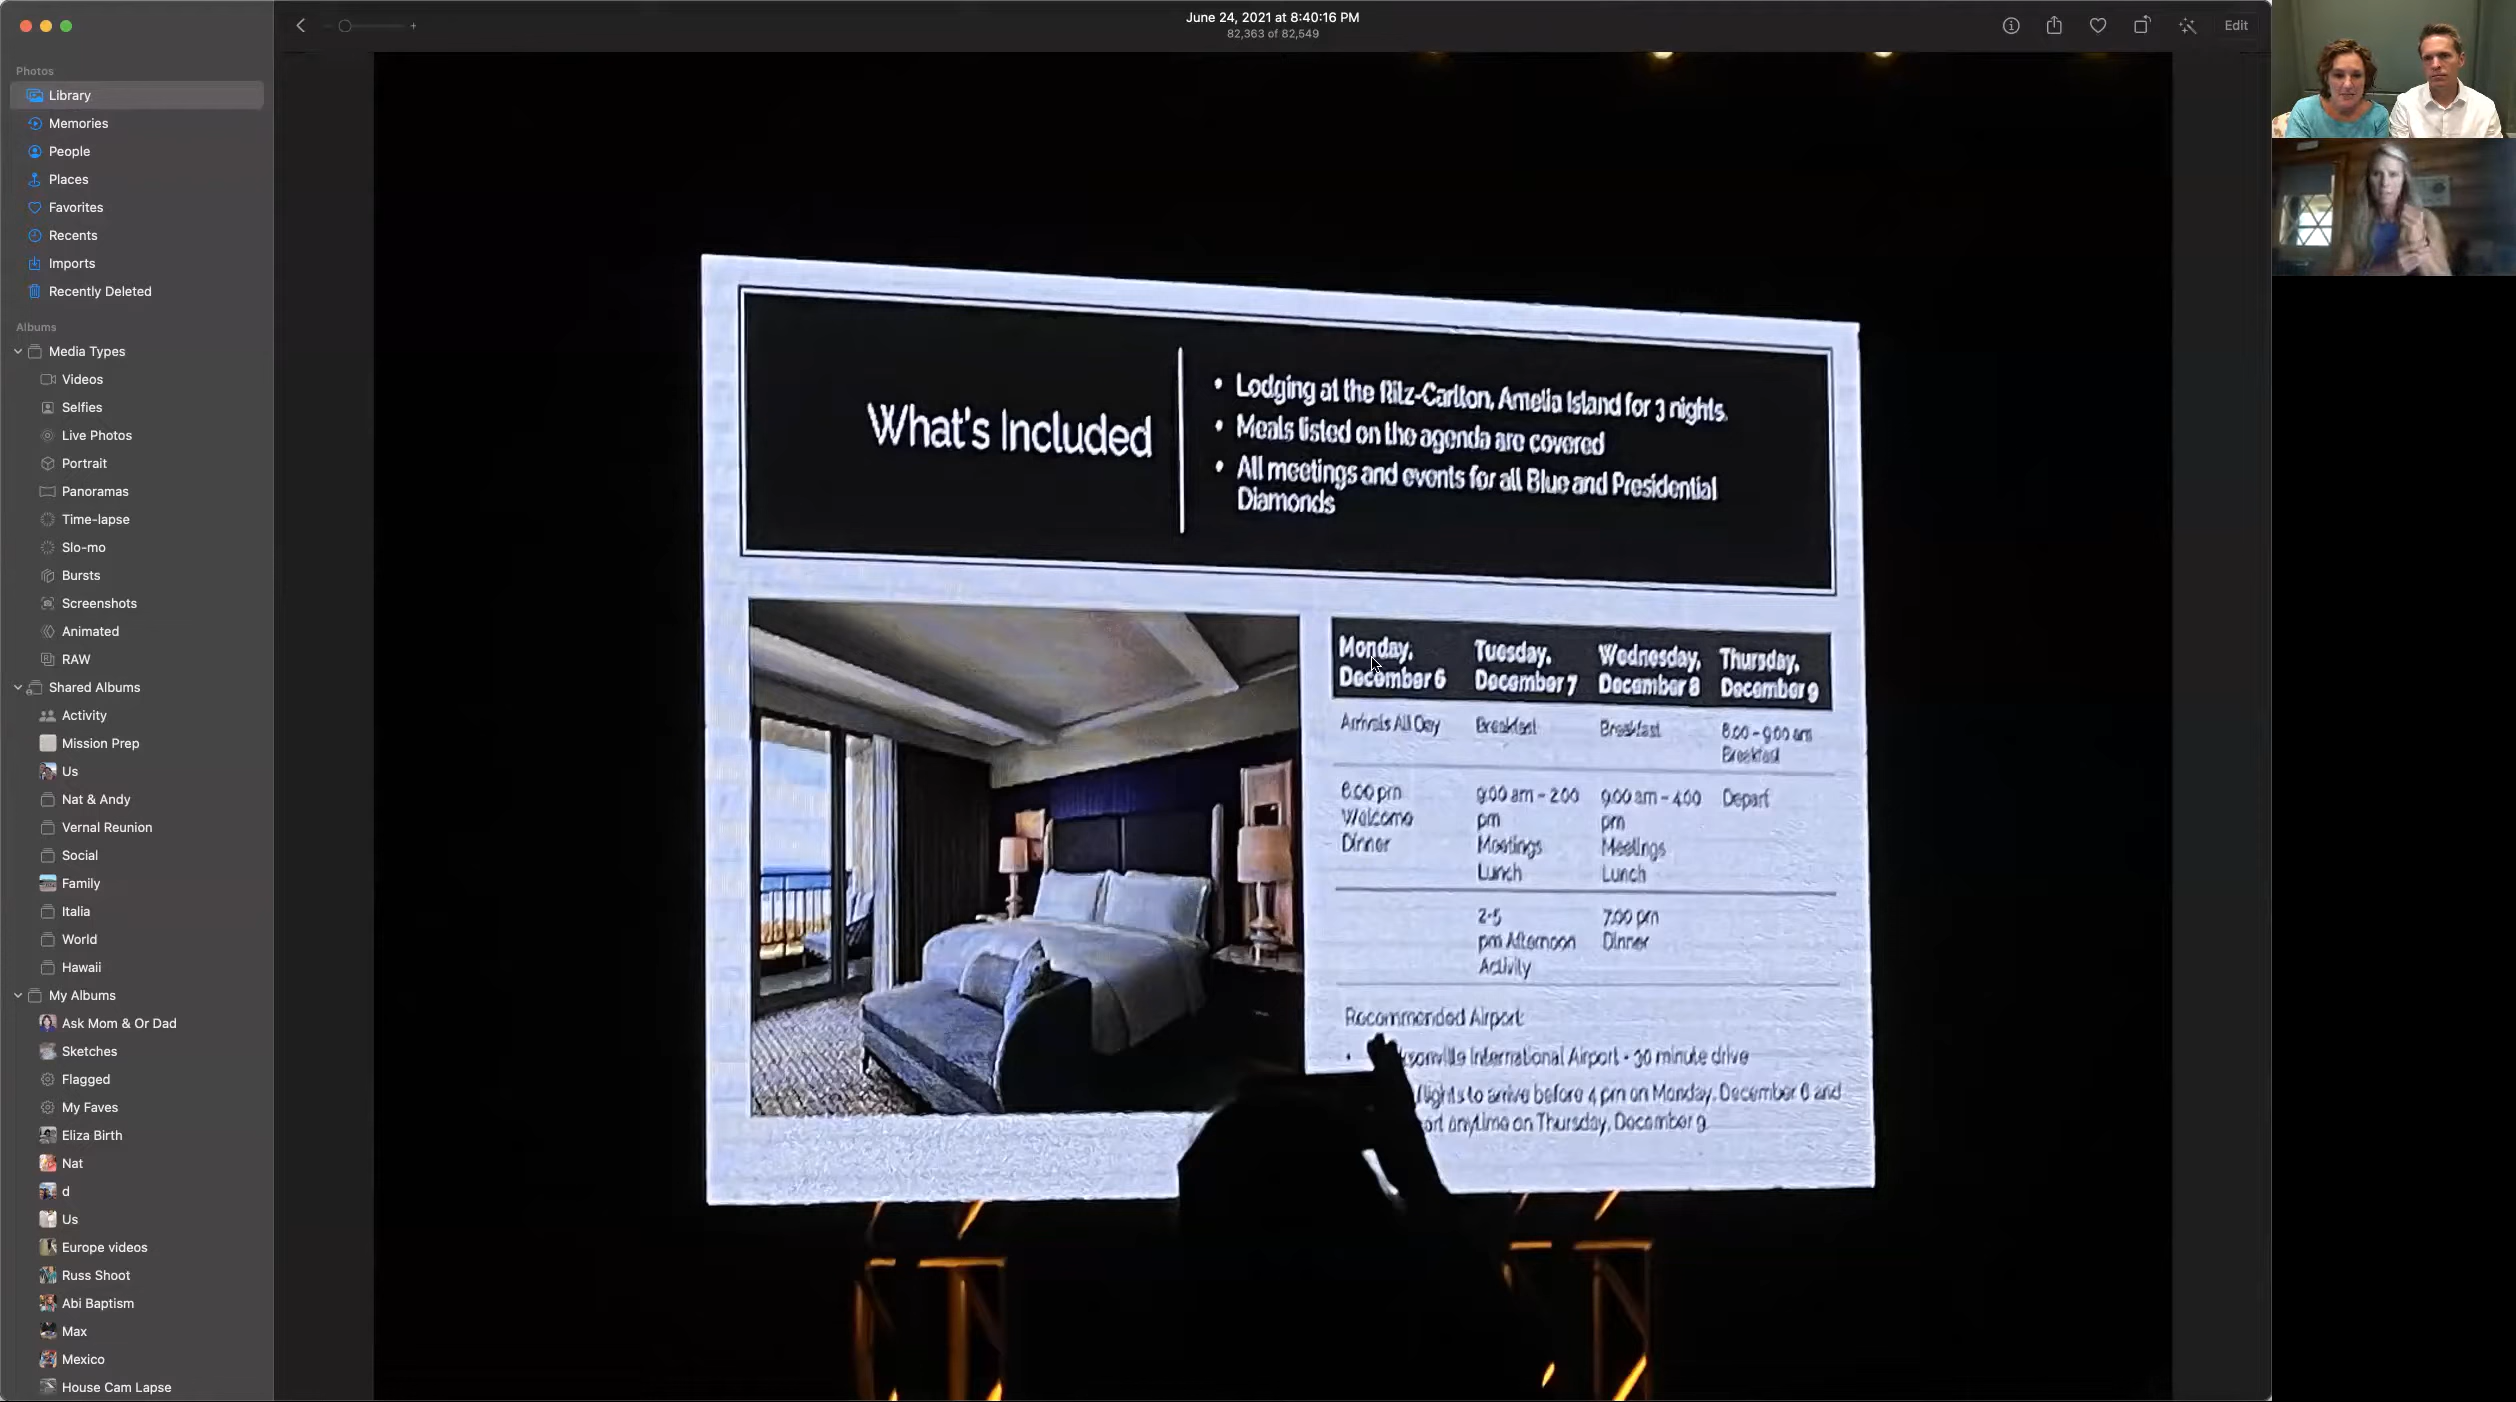 June 24, 2021 at 8:40:16 PM
82,363 of 82,549
Edit
Photos
Library
Memories
People
Places
Favorites
Recents
Imports
Recently Deleted
Albums
Media Types
Videos
Selfies
Live Photos
Portrait
Panoramas
Time-lapse
Slo-mo
Bursts
Screenshots
Animated
RAW
Shared Albums
Activity
Mission Prep
Us
Nat & Andy
Vernal Reunion
Social
Family
Italia
World
Hawaii
My Albums
Ask Mom & Or Dad
Sketches
Flagged
My Faves
Eliza Birth
Nat
d
Us
Europe videos
Russ Shoot
Abi Baptism
Max
Mexico
House Cam Lapse
What's Included
• Lodging at the Ritz-Carlton, Amelia Island for 3 nights.
• Meals listed on the agenda are covered
• All meetings and events for all Blue and Presidential
Diamonds
Monday,
December 6
Tuesday,
December 7
Wednesday,
December 8
Thursday,
December 9
Arrivals All Day
Breakfast
Breakfast
8:00 - 9:00 am
Breakfast
6:00 pm
Welcome
Dinner
9:00 am - 2:00
pm
Meetings
Lunch
9:00 am - 4:00
pm
Meetings
Lunch
Depart
2-5
pm Afternoon
Activity
7:00 pm
Dinner
Recommended Airport:
• International Airport - 30 minute drive
to arrive before 4 pm on Monday, December 6 and
anytime on Thursday, December 9.